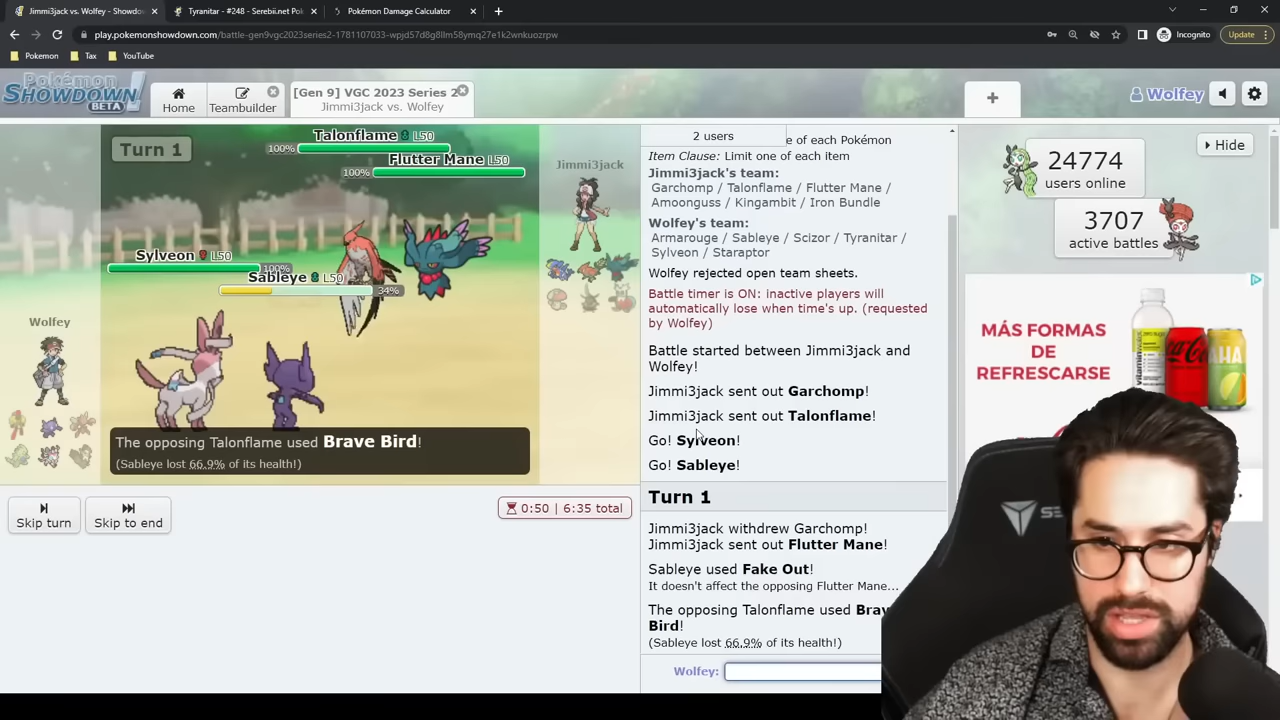 Jimmi3jack vs. Wolfey - Showdow
Tyranitar - #248 - Serebii.net Pok
Pokémon Damage Calculator
play.pokemonshowdown.com/battle-gen9vgc2023series2-1781107033-wpjd57d8g8llm58ymq27e1k2wnkuozrpw
Incognito
Update
Pokemon
Tax
YouTube
Pokémon
SHOWDOWN!
BETA
Home
Teambuilder
[Gen 9] VGC 2023 Series 2
Jimmi3jack vs. Wolfey
Wolfey
Turn 1
Talonflame L50
100%
Flutter Mane L50
100%
Jimmi3jack
Sylveon L50
100%
Sableye L50
34%
Wolfey
The opposing Talonflame used Brave Bird!
(Sableye lost 66.9% of its health!)
Skip turn
Skip to end
0:50 | 6:35 total
2 users
e of each Pokémon
Item Clause: Limit one of each item
Jimmi3jack's team:
Garchomp / Talonflame / Flutter Mane /
Amoonguss / Kingambit / Iron Bundle
Wolfey's team:
Armarouge / Sableye / Scizor / Tyranitar /
Sylveon / Staraptor
Wolfey rejected open team sheets.
Battle timer is ON: inactive players will
automatically lose when time's up. (requested
by Wolfey)
Battle started between Jimmi3jack and
Wolfey!
Jimmi3jack sent out Garchomp!
Jimmi3jack sent out Talonflame!
Go! Sylveon!
Go! Sableye!
Turn 1
Jimmi3jack withdrew Garchomp!
Jimmi3jack sent out Flutter Mane!
Sableye used Fake Out!
It doesn't affect the opposing Flutter Mane...
The opposing Talonflame used Brav
Bird!
(Sableye lost 66.9% of its health!)
Wolfey:
24774
users online
Hide
3707
active battles
MÁS FORMAS
DE
REFRESCARSE